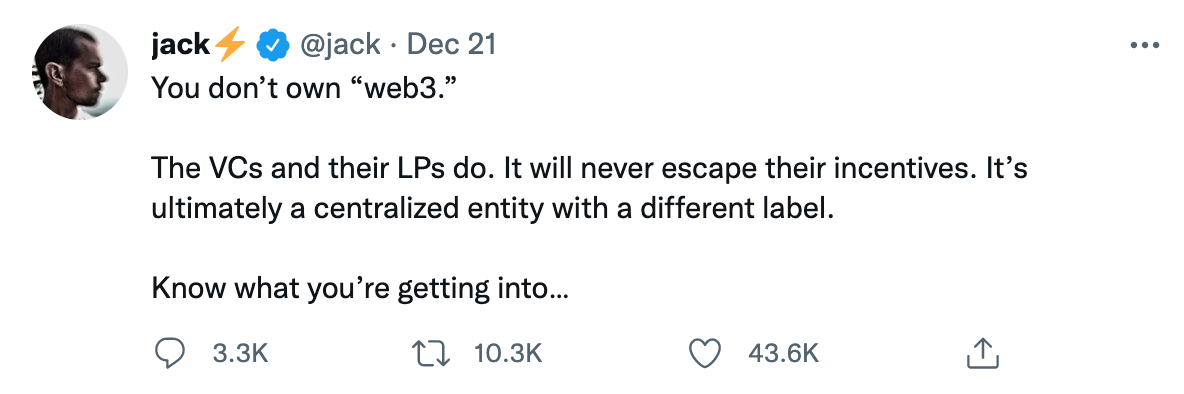 jack⚡ @jack · Dec 21
You don’t own “web3.”
The VCs and their LPs do. It will never escape their incentives. It’s
ultimately a centralized entity with a different label.
Know what you’re getting into…
3.3K 10.3K 43.6K